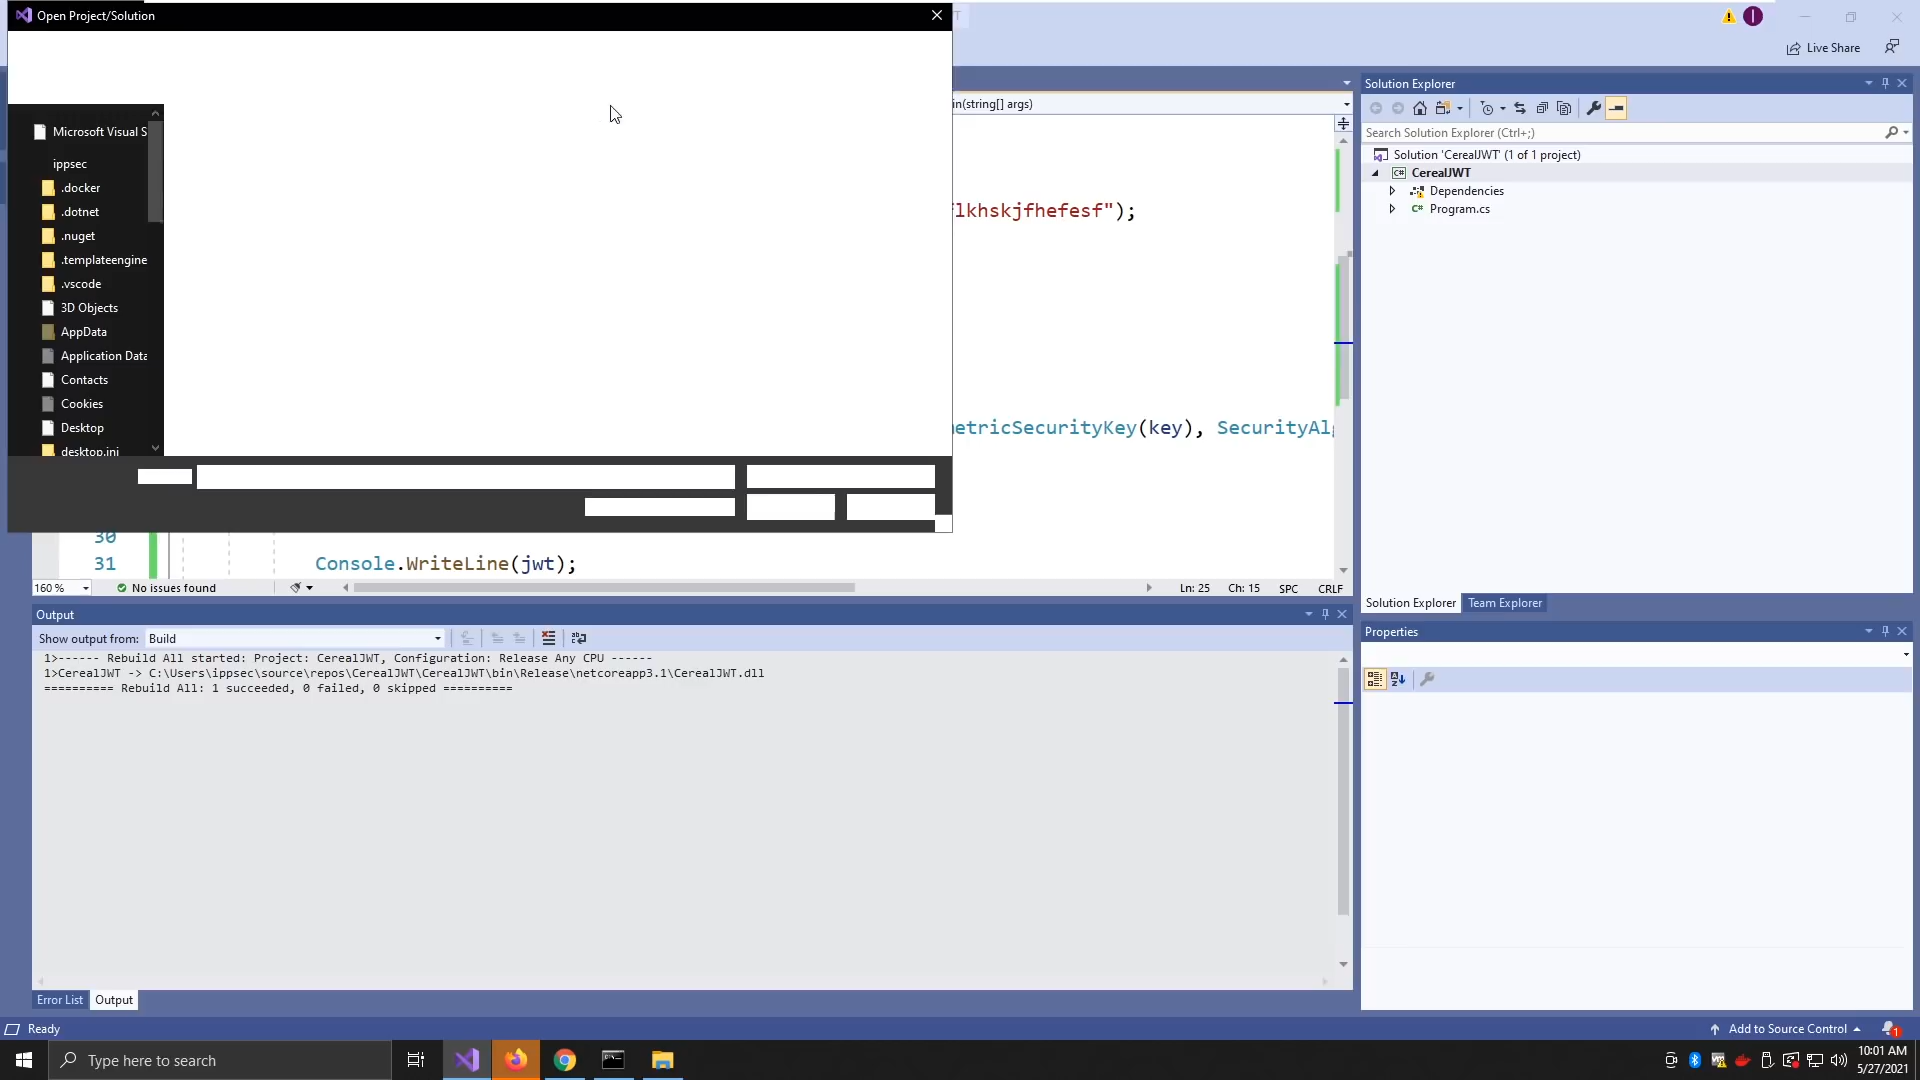 Open Project/Solution
Live Share
Microsoft Visual S
ippsec
.docker
.dotnet
.nuget
.templateengine
.vscode
3D Objects
AppData
Application Data
Contacts
Cookies
Desktop
desktop.ini
in(string[] args)
lkhskjfhefesf");
etricSecurityKey(key), SecurityAl
30
31
Console.WriteLine(jwt);
160 %
No issues found
Ln: 25
Ch: 15
SPC
CRLF
Output
Show output from:
Build
1>------ Rebuild All started: Project: CerealJWT, Configuration: Release Any CPU ------
1>CerealJWT -> C:\Users\ippsec\source\repos\CerealJWT\CerealJWT\bin\Release\netcoreapp3.1\CerealJWT.dll
========== Rebuild All: 1 succeeded, 0 failed, 0 skipped ==========
Error List
Output
Solution Explorer
Search Solution Explorer (Ctrl+;)
Solution 'CerealJWT' (1 of 1 project)
C# CerealJWT
Dependencies
C# Program.cs
Solution Explorer
Team Explorer
Properties
Ready
Add to Source Control
1
Type here to search
10:01 AM
5/27/2021